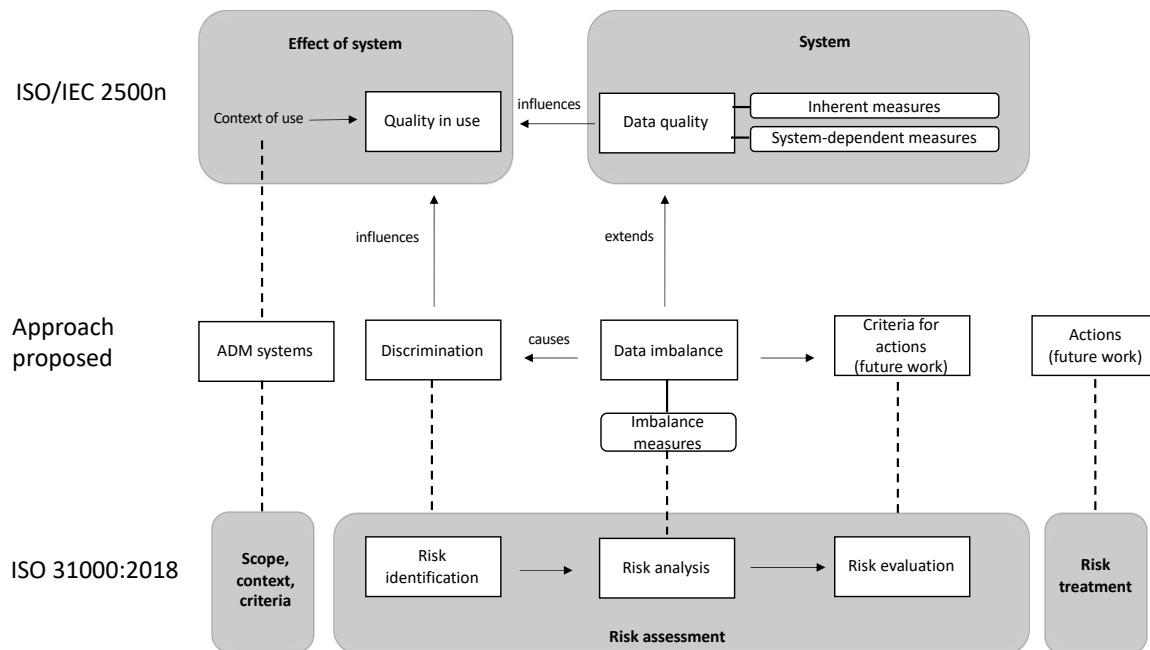 Effect of system
System
ISO/IEC 2500n
Context of use
Quality in use
influences
Data quality
Inherent measures
System-dependent measures
influences
extends
Approach
proposed
ADM systems
Discrimination
causes
Data imbalance
Criteria for
actions
(future work)
Actions
(future work)
Imbalance
measures
ISO 31000:2018
Scope,
context,
criteria
Risk
identification
Risk analysis
Risk evaluation
Risk
treatment
Risk assessment